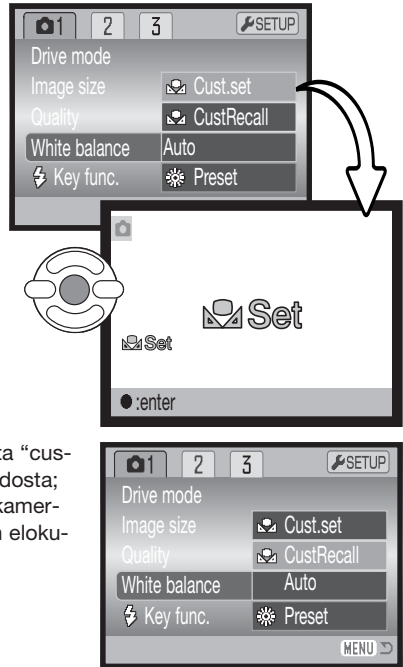 1 2 3 SETUP
Drive mode
Image size Cust.set
Quality CustRecall
White balance Auto
Key func. Preset
Set
Set
:enter
ta “cus-
dosta;
kamer-
n eloku-
1 2 3 SETUP
Drive mode
Image size Cust.set
Quality CustRecall
White balance Auto
Key func. Preset
MENU